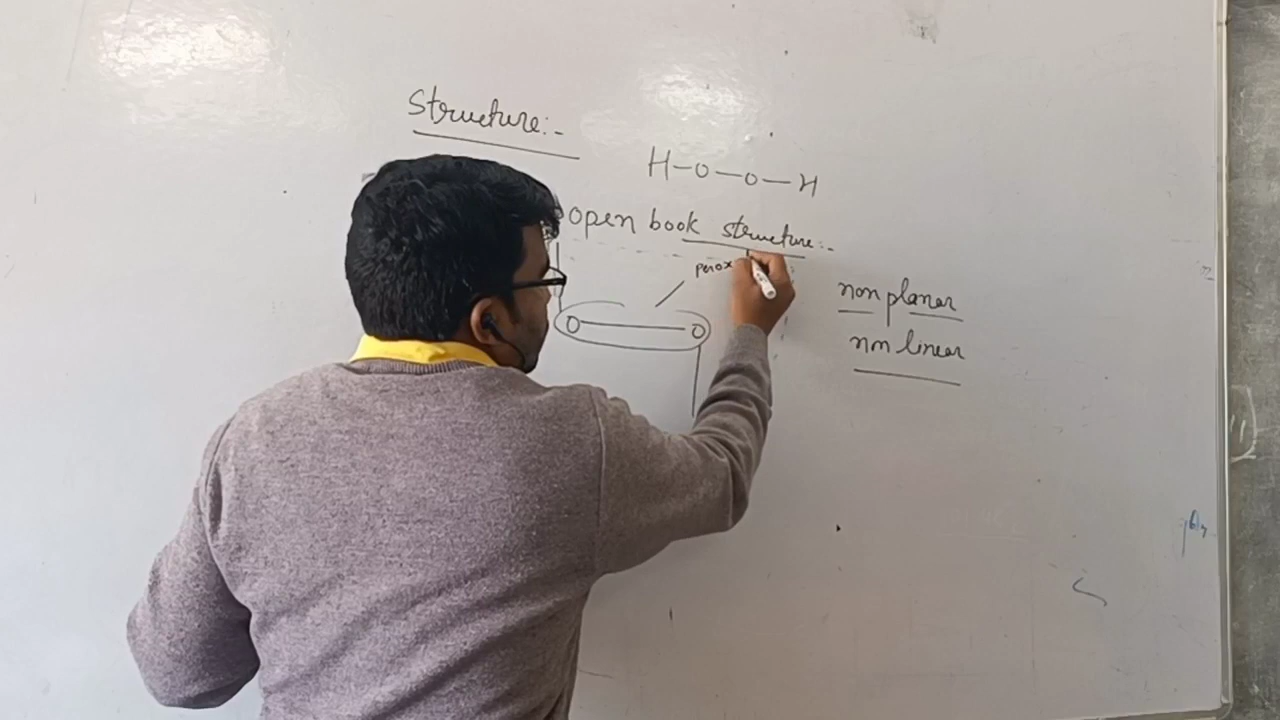 Structure:-
H-O-O-H
open book structure:-
perox
non planar
O O
non linear